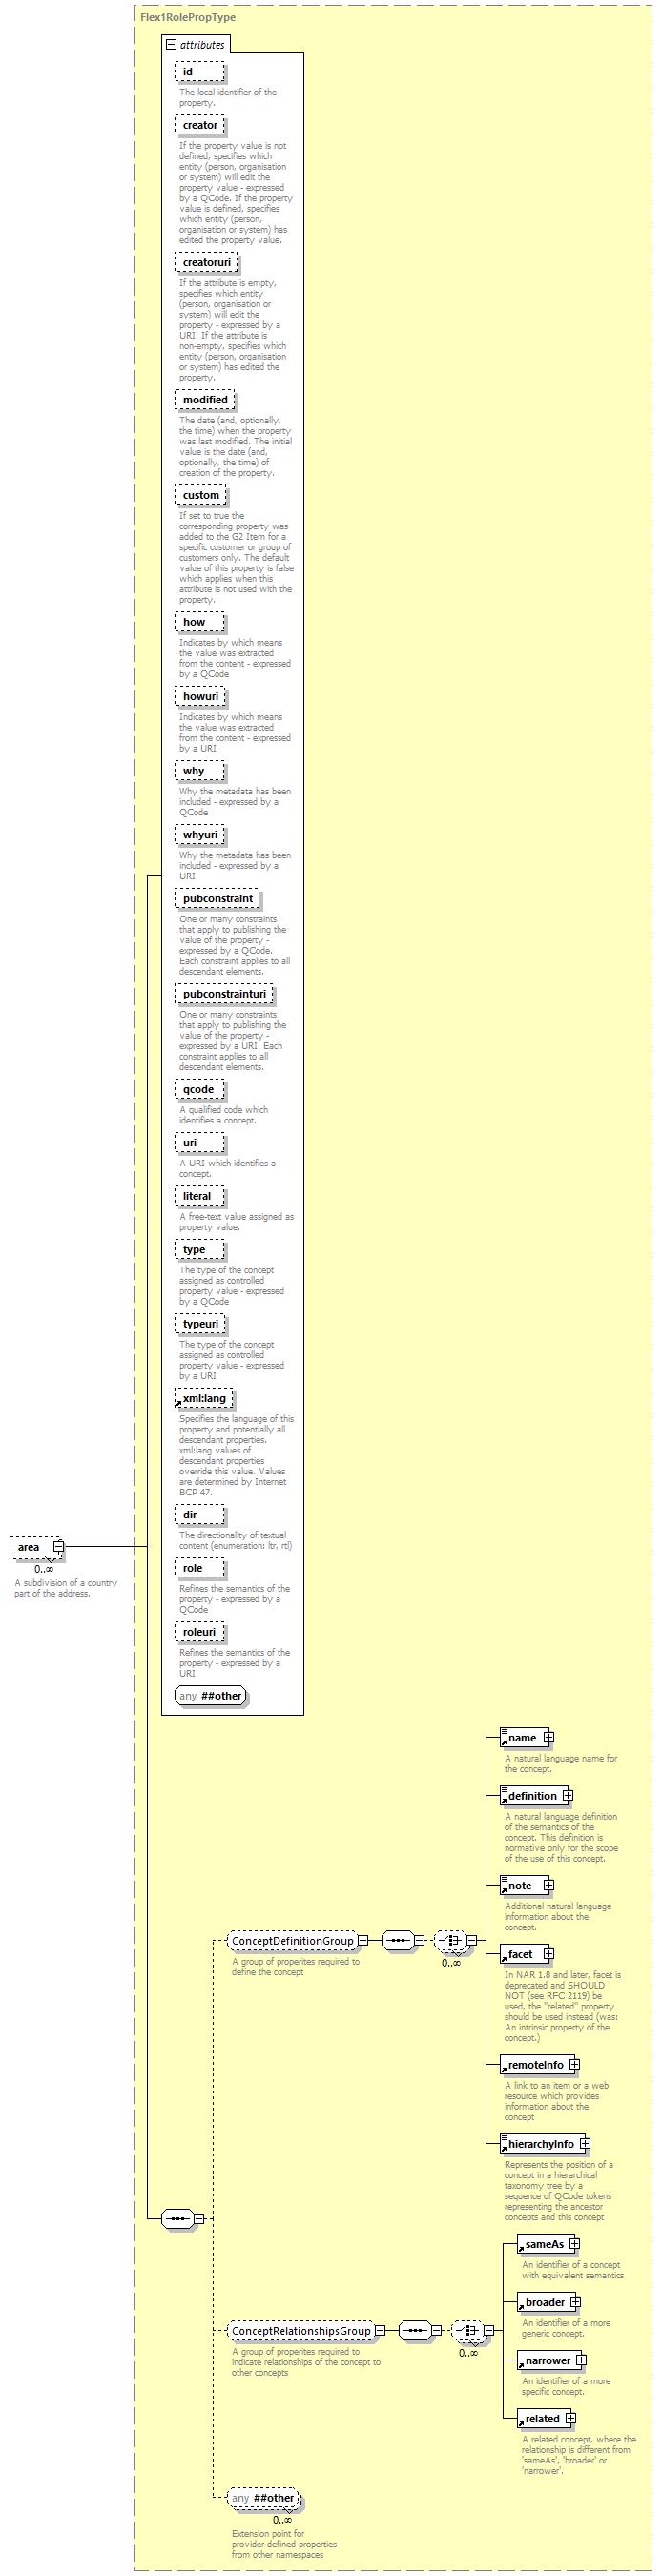 Flex1RolePropType
attributes
id
The local identifier of the
property.
creator
If the property value is not
defined, specifies which
entity (person, organisation
or system) will edit the
property value - expressed
by a QCode. If the property
value is defined, specifies
which entity (person,
organisation or system) has
edited the property value.
creatoruri
If the attribute is empty,
specifies which entity
(person, organisation or
system) will edit the
property - expressed by a
URI. If the attribute is
non-empty, specifies which
entity (person, organisation
or system) has edited the
property.
modified
The date (and, optionally,
the time) when the property
was last modified. The initial
value is the date (and,
optionally, the time) of
creation of the property.
custom
If set to true the
corresponding property was
added to the G2 Item for a
specific customer or group of
customers only. The default
value of this property is false
which applies when this
attribute is not used with the
property.
how
Indicates by which means
the value was extracted
from the content - expressed
by a QCode
howuri
Indicates by which means
the value was extracted
from the content - expressed
by a URI
why
Why the metadata has been
included - expressed by a
QCode
whyuri
Why the metadata has been
included - expressed by a
URI
pubconstraint
One or many constraints
that apply to publishing the
value of the property -
expressed by a QCode.
Each constraint applies to all
descendant elements.
pubconstrainturi
One or many constraints
that apply to publishing the
value of the property -
expressed by a URI. Each
constraint applies to all
descendant elements.
qcode
A qualified code which
identifies a concept.
uri
A URI which identifies a
concept.
literal
A free-text value assigned as
property value.
type
The type of the concept
assigned as controlled
property value - expressed
by a QCode
typeuri
The type of the concept
assigned as controlled
property value - expressed
by a URI
xml:lang
Specifies the language of this
property and potentially all
descendant properties.
xml:lang values of
descendant properties
override this value. Values
are determined by Internet
BCP 47.
dir
The directionality of textual
content (enumeration: ltr, rtl)
role
Refines the semantics of the
property - expressed by a
QCode
roleuri
Refines the semantics of the
property - expressed by a
URI
any ##other
area
0..∞
A subdivision of a country
part of the address.
name
A natural language name for
the concept.
definition
A natural language definition
of the semantics of the
concept. This definition is
normative only for the scope
of the use of this concept.
note
Additional natural language
information about the
concept.
ConceptDefinitionGroup
0..∞
A group of properites required to
define the concept
facet
In NAR 1.8 and later, facet is
deprecated and SHOULD
NOT (see RFC 2119) be
used, the "related" property
should be used instead (was:
An intrinsic property of the
concept.)
remoteInfo
A link to an item or a web
resource which provides
information about the
concept
hierarchyInfo
Represents the position of a
concept in a hierarchical
taxonomy tree by a
sequence of QCode tokens
representing the ancestor
concepts and this concept
sameAs
An identifier of a concept
with equivalent semantics
broader
An identifier of a more
generic concept.
ConceptRelationshipsGroup
0..∞
A group of properites required to
indicate relationships of the concept to
other concepts
narrower
An identifier of a more
specific concept.
related
A related concept, where the
relationship is different from
'sameAs', 'broader' or
'narrower'.
any ##other
0..∞
Extension point for
provider-defined properties
from other namespaces